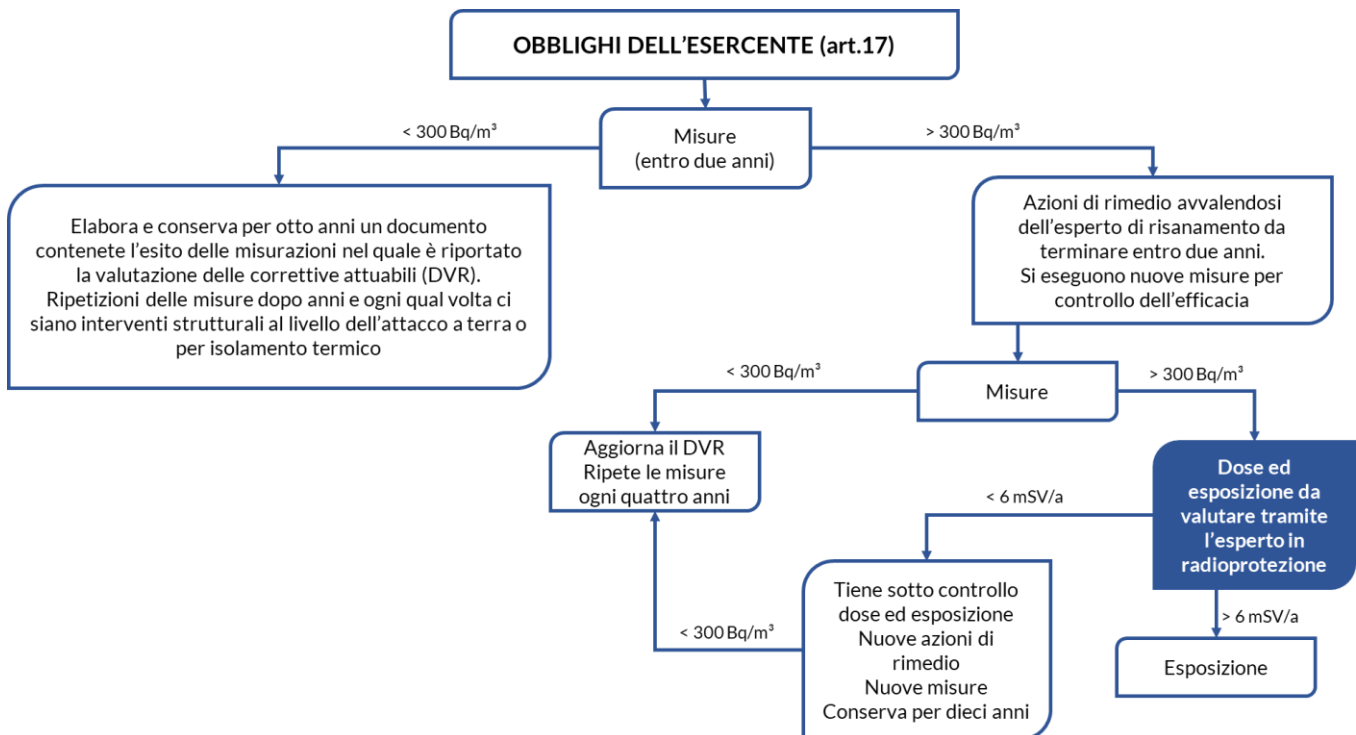 OBBLIGHI DELL'ESERCENTE (art.17)
< 300 Bq/m³
Misure
(entro due anni)
> 300 Bq/m³
Elabora e conserva per otto anni un documento
contenete l'esito delle misurazioni nel quale è riportato
la valutazione delle correttive attuabili (DVR).
Ripetizioni delle misure dopo anni e ogni qual volta ci
siano interventi strutturali al livello dell'attacco a terra o
per isolamento termico
Azioni di rimedio avvalendosi
dell'esperto di risanamento da
terminare entro due anni.
Si eseguono nuove misure per
controllo dell'efficacia
< 300 Bq/m³
Misure
> 300 Bq/m³
Aggiorna il DVR
Ripete le misure
ogni quattro anni
< 6 mSV/a
Dose ed
esposizione da
valutare tramite
l'esperto in
radioprotezione
< 300 Bq/m³
Tiene sotto controllo
dose ed esposizione
Nuove azioni di
rimedio
Nuove misure
Conserva per dieci anni
> 6 mSV/a
Esposizione